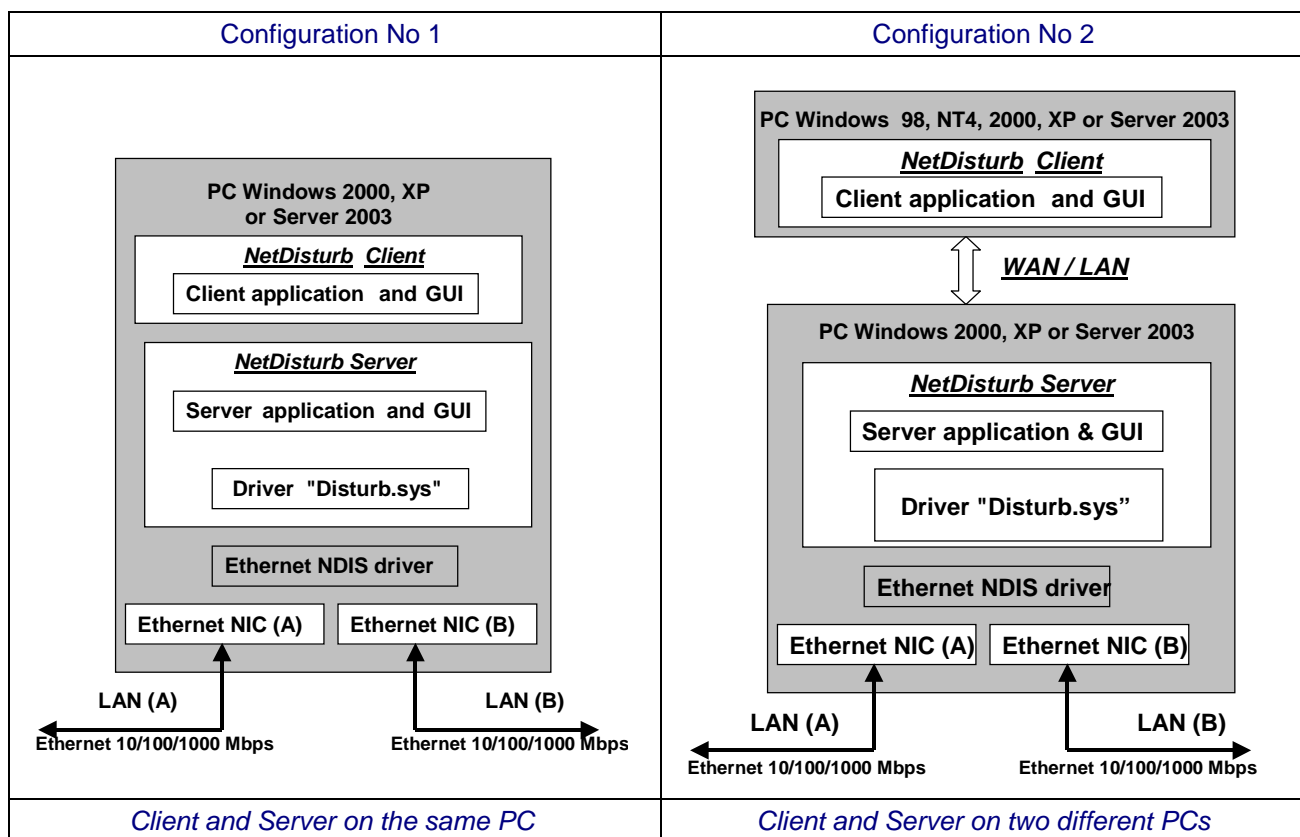 Configuration No 1
PC Windows 2000, XP
or Server 2003
NetDisturb Client
Client application and GUI
NetDisturb Server
Server application and GUI
Driver "Disturb.sys"
Ethernet NDIS driver
Ethernet NIC (A)
Ethernet NIC (B)
LAN (A)
LAN (B)
Ethernet 10/100/1000 Mbps
Ethernet 10/100/1000 Mbps
Client and Server on the same PC
Configuration No 2
PC Windows 98, NT4, 2000, XP or Server 2003
NetDisturb Client
Client application and GUI
WAN / LAN
PC Windows 2000, XP or Server 2003
NetDisturb Server
Server application & GUI
Driver "Disturb.sys”
Ethernet NDIS driver
Ethernet NIC (A)
Ethernet NIC (B)
LAN (A)
LAN (B)
Ethernet 10/100/1000 Mbps
Ethernet 10/100/1000 Mbps
Client and Server on two different PCs